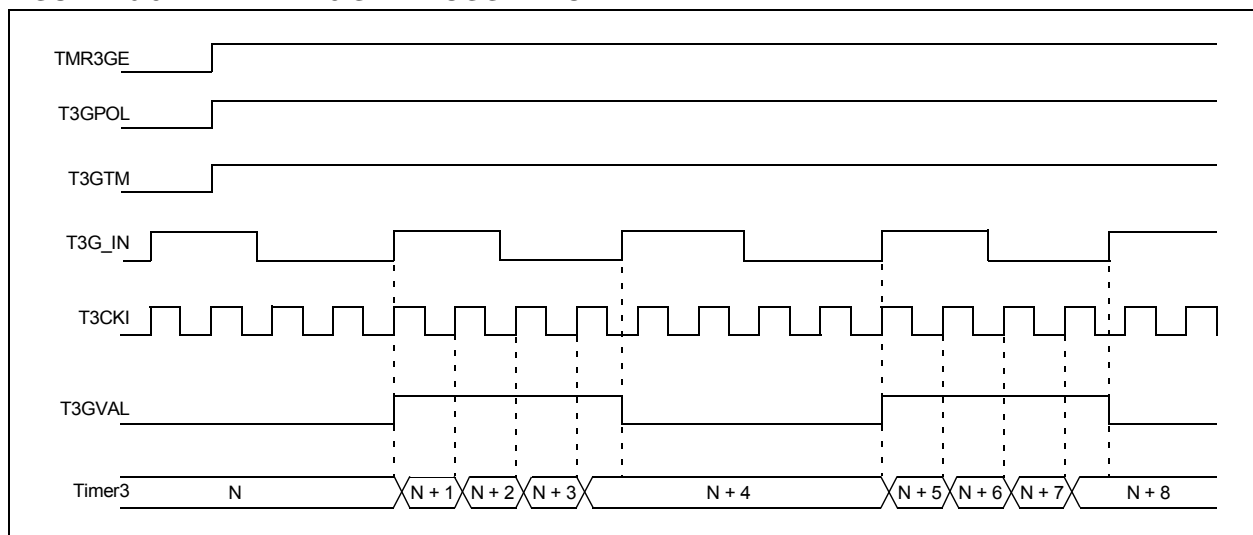 TMR3GE
T3GPOL
T3GTM
T3G_IN
T3CKI
T3GVAL
Timer3 N N + 1 N + 2 N + 3 N + 4 N + 5 N + 6 N + 7 N + 8